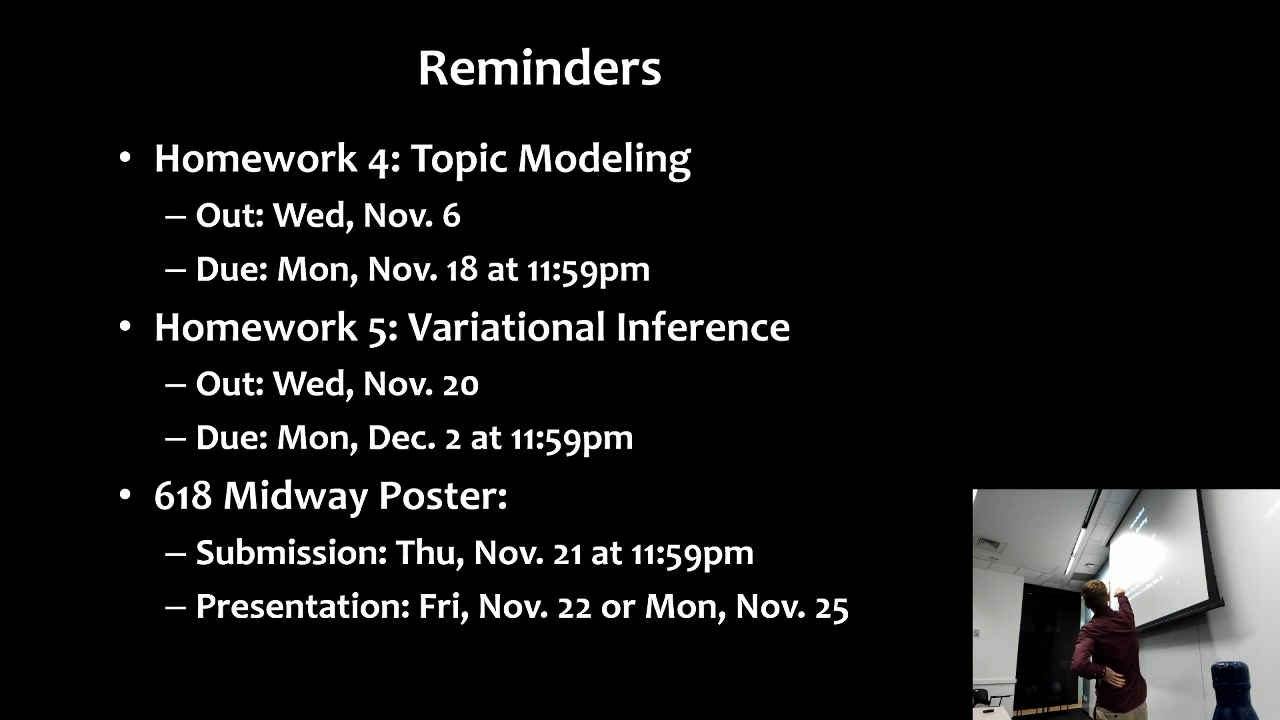 Reminders
• Homework 4: Topic Modeling
– Out: Wed, Nov. 6
– Due: Mon, Nov. 18 at 11:59pm
• Homework 5: Variational Inference
– Out: Wed, Nov. 20
– Due: Mon, Dec. 2 at 11:59pm
• 618 Midway Poster:
– Submission: Thu, Nov. 21 at 11:59pm
– Presentation: Fri, Nov. 22 or Mon, Nov. 25